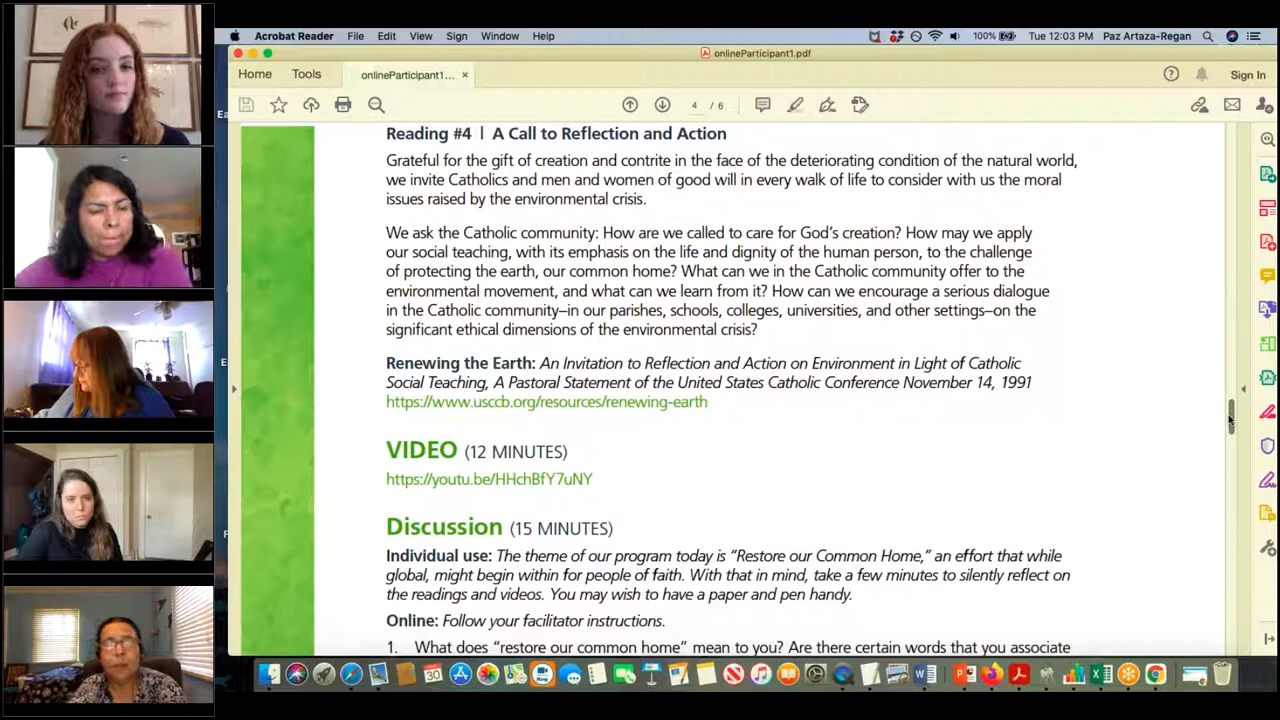 Acrobat Reader File Edit View Sign Window Help 100% Tue 12:03 PM Paz Artaza-Regan
onlineParticipant1.pdf
Home Tools onlineParticipant1... × Sign In
4 / 6
Reading #4 | A Call to Reflection and Action
Grateful for the gift of creation and contrite in the face of the deteriorating condition of the natural world,
we invite Catholics and men and women of good will in every walk of life to consider with us the moral
issues raised by the environmental crisis.
We ask the Catholic community: How are we called to care for God's creation? How may we apply
our social teaching, with its emphasis on the life and dignity of the human person, to the challenge
of protecting the earth, our common home? What can we in the Catholic community offer to the
environmental movement, and what can we learn from it? How can we encourage a serious dialogue
in the Catholic community–in our parishes, schools, colleges, universities, and other settings–on the
significant ethical dimensions of the environmental crisis?
Renewing the Earth: An Invitation to Reflection and Action on Environment in Light of Catholic
Social Teaching, A Pastoral Statement of the United States Catholic Conference November 14, 1991
https://www.usccb.org/resources/renewing-earth
VIDEO (12 MINUTES)
https://youtu.be/HHchBfY7uNY
Discussion (15 MINUTES)
Individual use: The theme of our program today is "Restore our Common Home," an effort that while
global, might begin within for people of faith. With that in mind, take a few minutes to silently reflect on
the readings and videos. You may wish to have a paper and pen handy.
Online: Follow your facilitator instructions.
1. What does "restore our common home" mean to you? Are there certain words that you associate